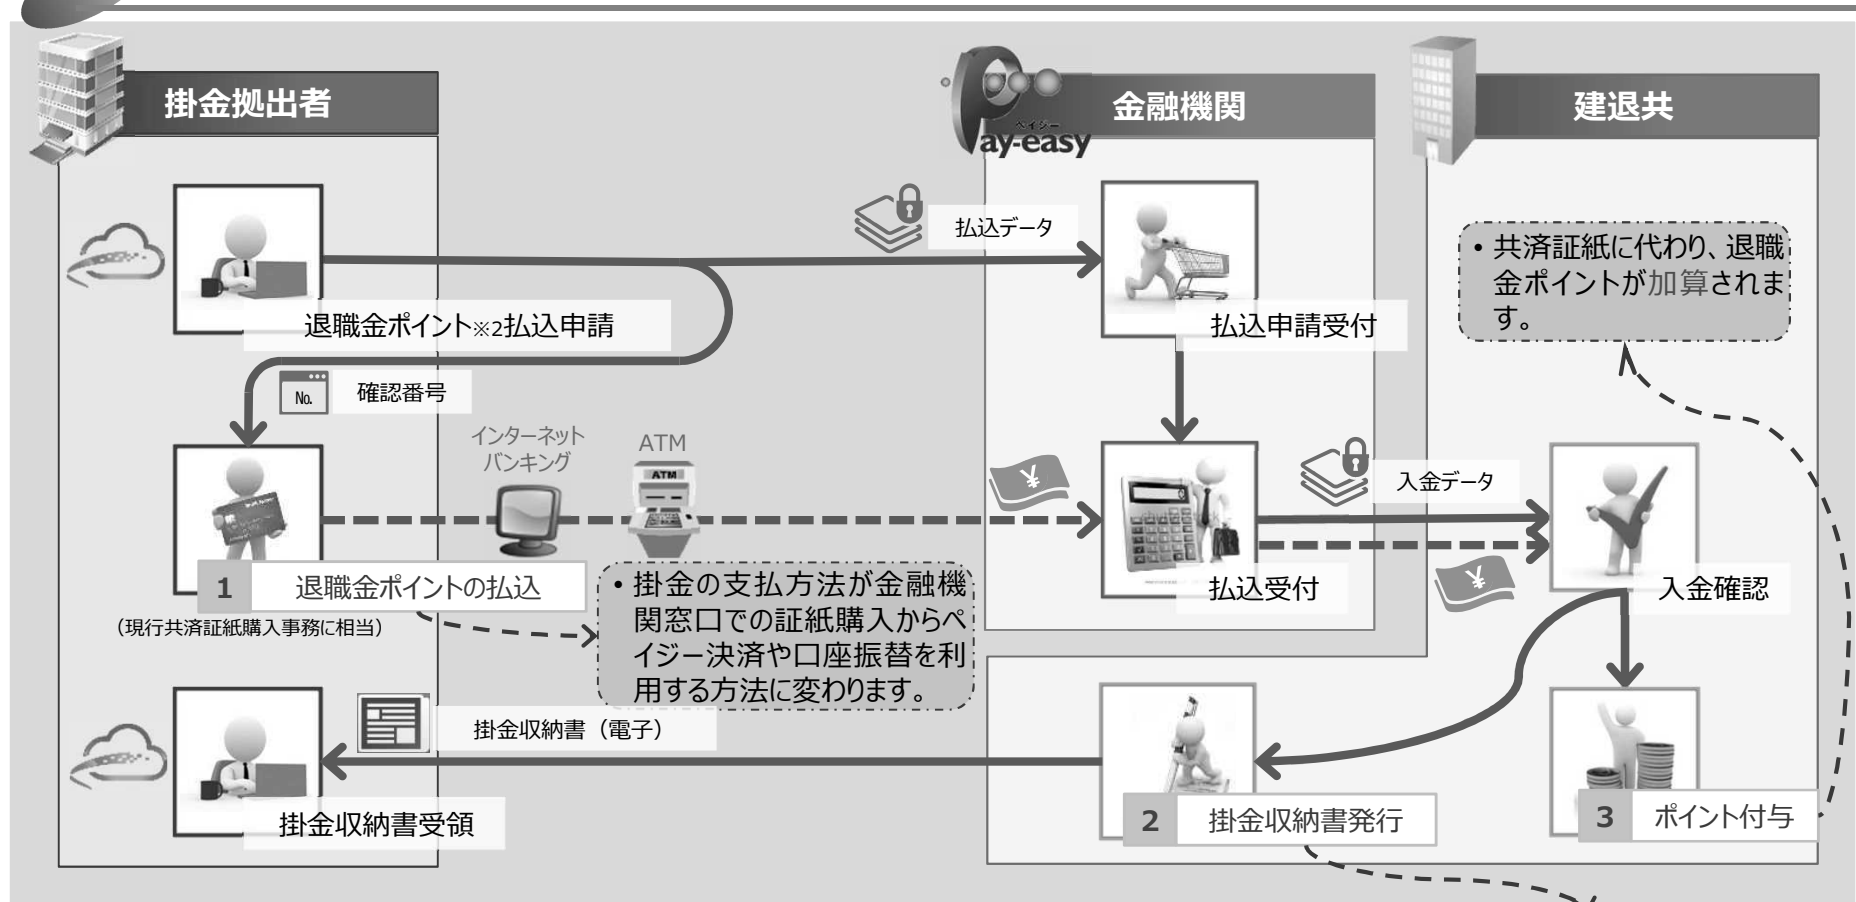 掛金拠出者
ペイジー
ay-easy
金融機関
建退共
払込データ
退職金ポイント※2払込申請
払込申請受付
• 共済証紙に代わり、退職
金ポイントが加算されま
す。
No.
確認番号
インターネット
バンキング
ATM
ATM
¥
入金データ
1
退職金ポイントの払込
（現行共済証紙購入事務に相当）
• 掛金の支払方法が金融機
関窓口での証紙購入からペ
イジー決済や口座振替を利
用する方法に変わります。
払込受付
¥
入金確認
掛金収納書（電子）
掛金収納書受領
2
掛金収納書発行
3
ポイント付与